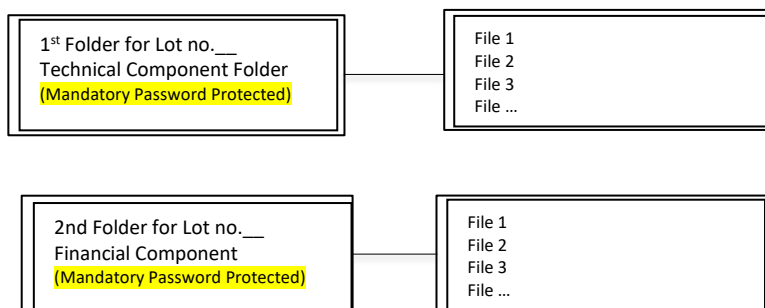 1st Folder for Lot no.__
Technical Component Folder
(Mandatory Password Protected)
File 1
File 2
File 3
File ...
2nd Folder for Lot no.__
Financial Component
(Mandatory Password Protected)
File 1
File 2
File 3
File ...